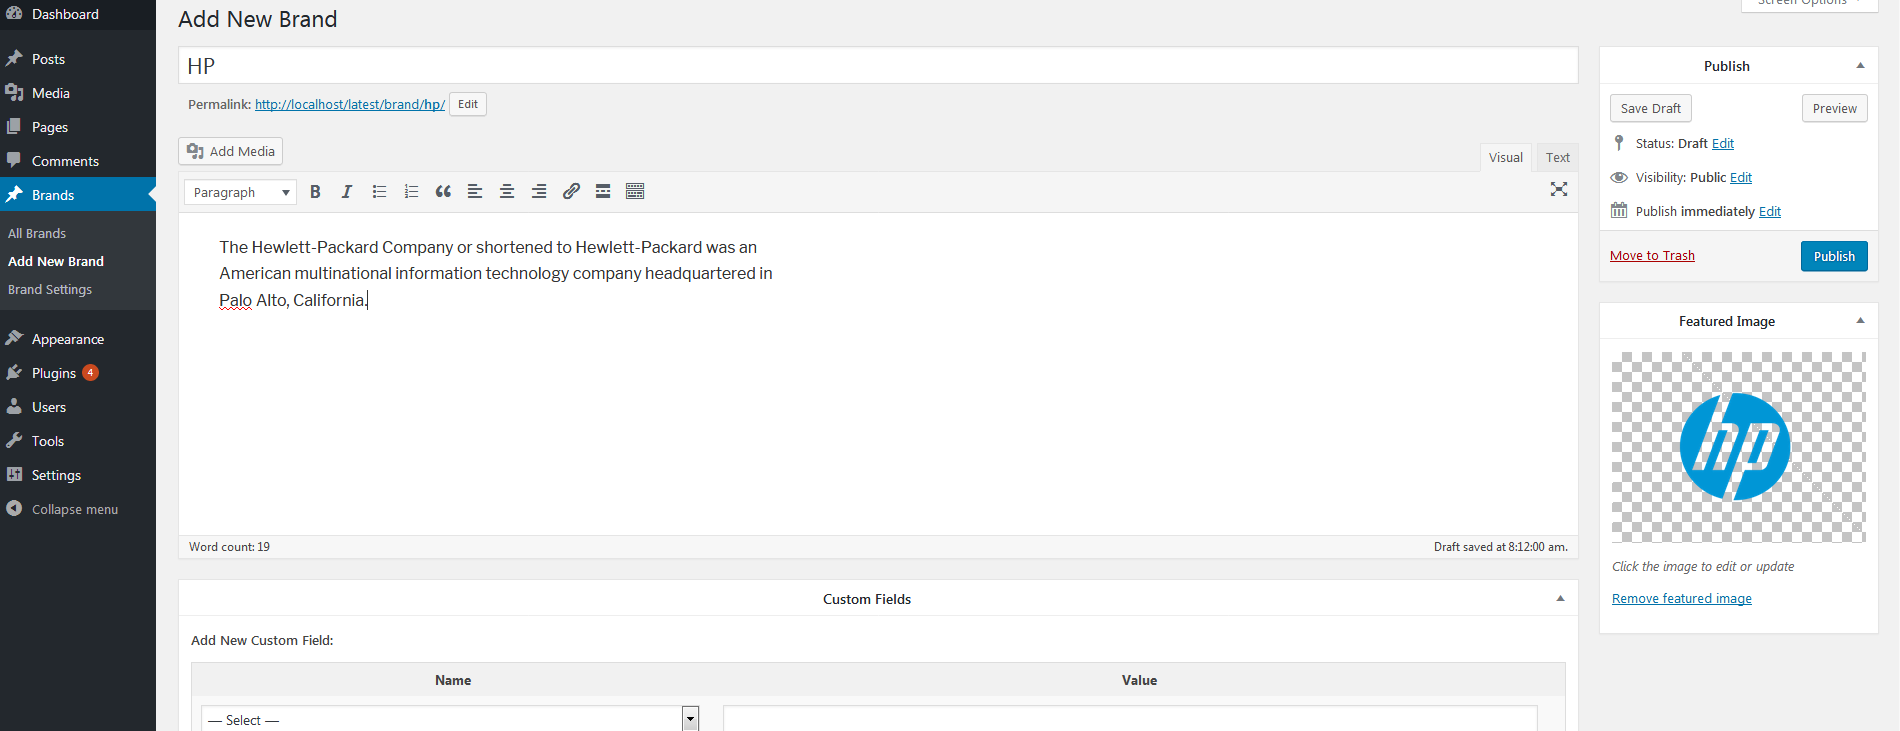 Dashboard
Posts
Media
Pages
Comments
Brands
All Brands
Add New Brand
Brand Settings
Appearance
Plugins 4
Users
Tools
Settings
Collapse menu
Screen Options
Add New Brand
HP
Permalink: http://localhost/latest/brand/hp/ Edit
Add Media
Visual Text
Paragraph B I
The Hewlett-Packard Company or shortened to Hewlett-Packard was an
American multinational information technology company headquartered in
Palo Alto, California.
Word count: 19 Draft saved at 8:12:00 am.
Custom Fields
Add New Custom Field:
Name Value
— Select —
Publish
Save Draft Preview
Status: Draft Edit
Visibility: Public Edit
Publish immediately Edit
Move to Trash Publish
Featured Image
hp
Click the image to edit or update
Remove featured image